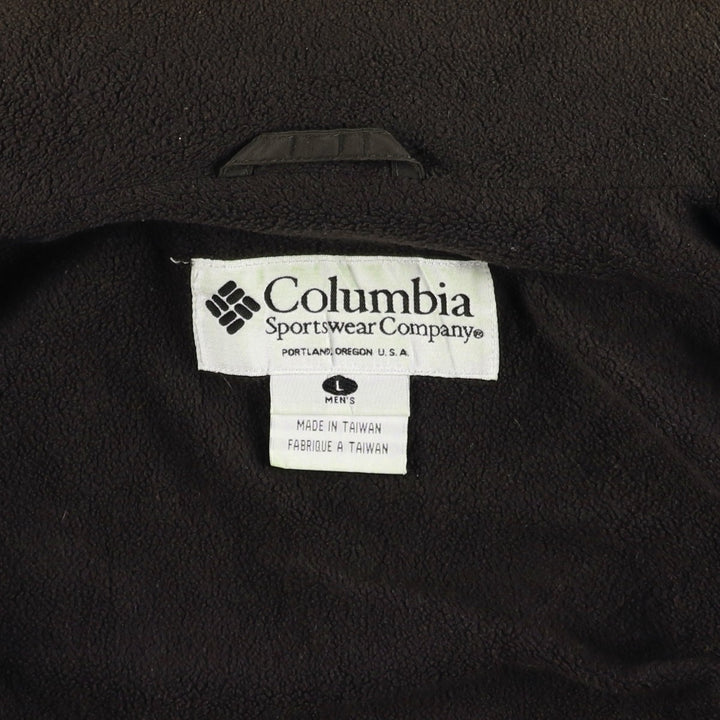 Columbia
Sportswear Company®
PORTLAND, OREGON U.S.A.
L
MEN'S
MADE IN TAIWAN
FABRIQUE A TAIWAN